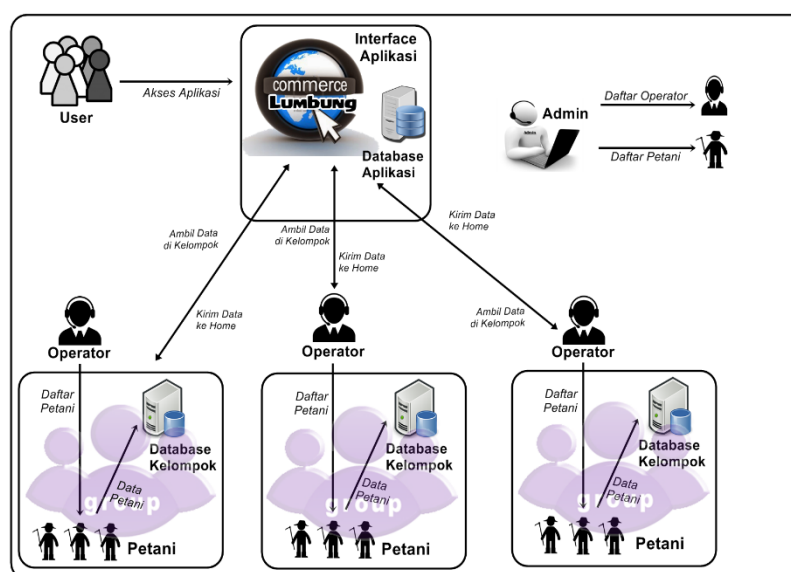 Interface
Aplikasi
commerce
Lumbung
Akses Aplikasi
User
Database
Aplikasi
Admin
Daftar Operator
Daftar Petani
Ambil Data
di Kelompok
Kirim Data
ke Home
Ambil Data
di Kelompok
Kirim Data
ke Home
Kirim Data
ke Home
Ambil Data
di Kelompok
Operator
Daftar
Petani
Database
Kelompok
Data
Petani
group
Petani
Operator
Daftar
Petani
Database
Kelompok
Data
Petani
group
Petani
Operator
Daftar
Petani
Database
Kelompok
Data
Petani
group
Petani